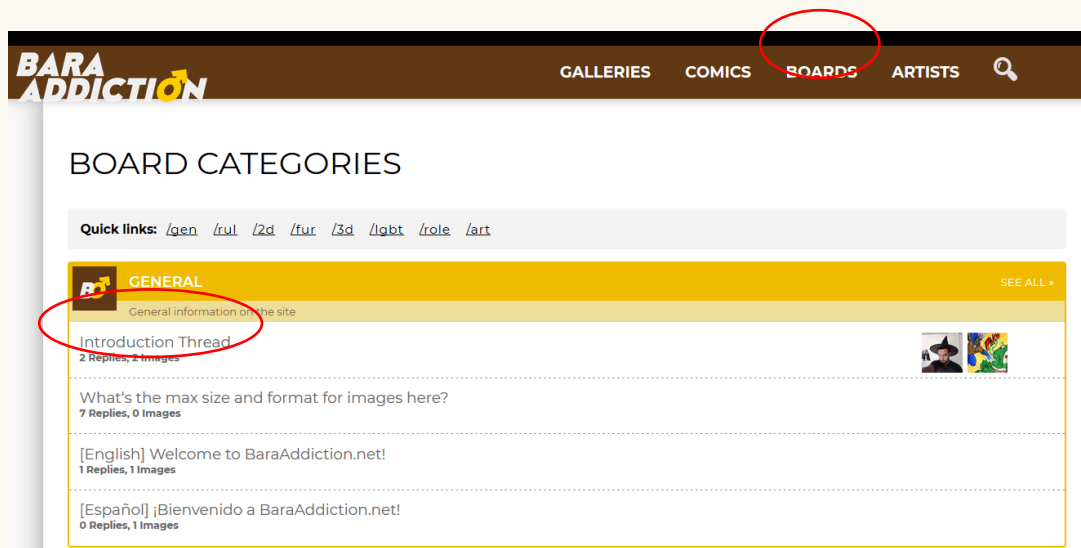 BARA
ADDICTION
GALLERIES COMICS BOARDS ARTISTS
BOARD CATEGORIES
Quick links: /gen /rul /2d /fur /3d /lgbt /role /art
BO GENERAL SEE ALL »
General information on the site
Introduction Thread
2 Replies, 2 Images
What's the max size and format for images here?
7 Replies, 0 Images
[English] Welcome to BaraAddiction.net!
1 Replies, 1 Images
[Español] ¡Bienvenido a BaraAddiction.net!
0 Replies, 1 Images